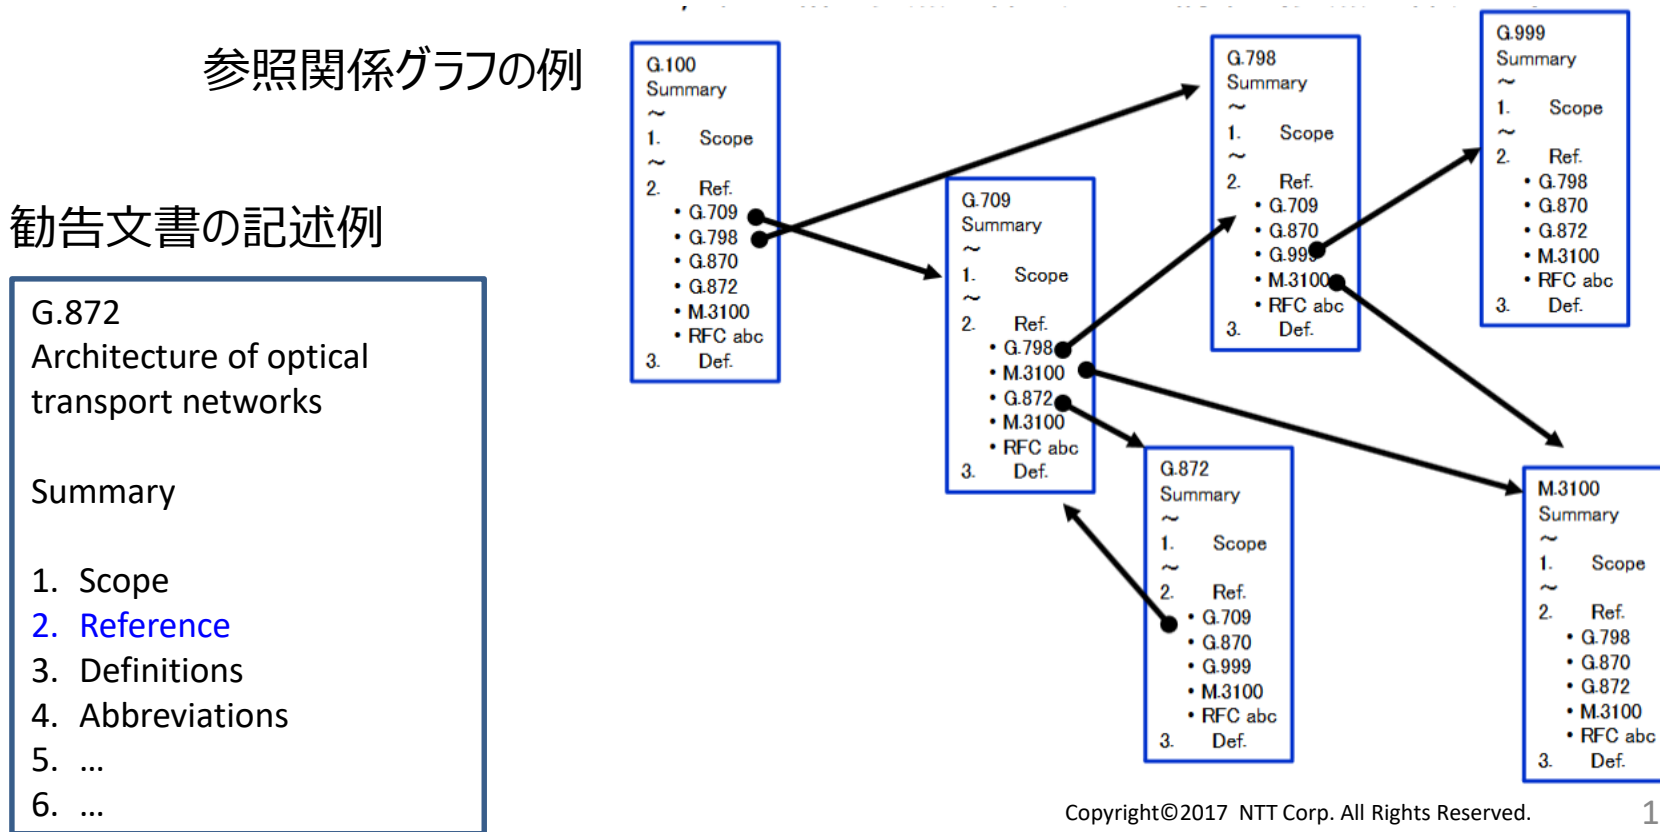 参照関係グラフの例
勧告文書の記述例
G.872
Architecture of optical
transport networks
Summary
1. Scope
2. Reference
3. Definitions
4. Abbreviations
5. ...
6. ...
G.100
Summary
～
1. Scope
～
2. Ref.
• G.709
• G.798
• G.870
• G.872
• M.3100
• RFC abc
3. Def.
G.709
Summary
～
1. Scope
～
2. Ref.
• G.798
• M.3100
• G.872
• M.3100
• RFC abc
3. Def.
G.798
Summary
～
1. Scope
～
2. Ref.
• G.709
• G.870
• G.999
• M.3100
• RFC abc
3. Def.
G.999
Summary
～
1. Scope
～
2. Ref.
• G.798
• G.870
• G.872
• M.3100
• RFC abc
3. Def.
G.872
Summary
～
1. Scope
～
2. Ref.
• G.709
• G.870
• G.999
• M.3100
• RFC abc
3. Def.
M.3100
Summary
～
1. Scope
～
2. Ref.
• G.798
• G.870
• G.872
• M.3100
• RFC abc
3. Def.
Copyright©2017 NTT Corp. All Rights Reserved.
1